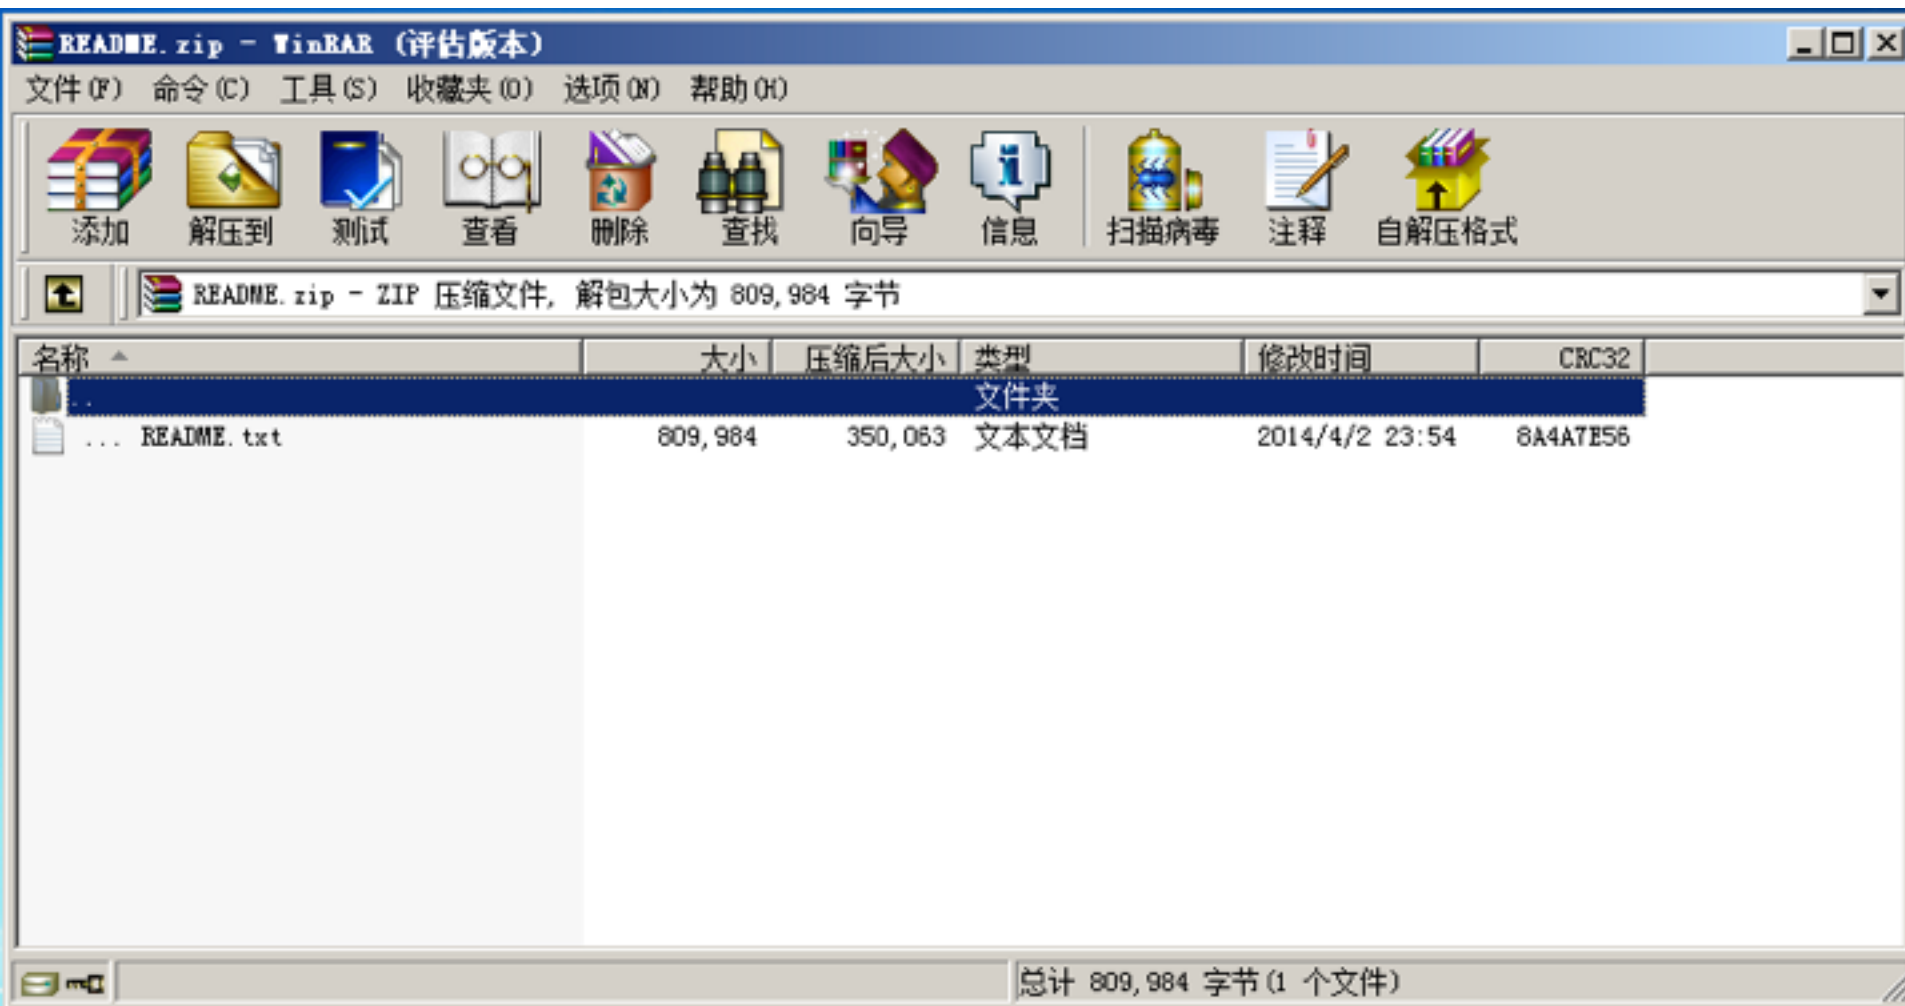 README.zip - WinRAR (评估版本)
文件(F) 命令(C) 工具(S) 收藏夹(O) 选项(N) 帮助(H)
添加 解压到 测试 查看 删除 查找 向导 信息 扫描病毒 注释 自解压格式
README.zip - ZIP 压缩文件, 解包大小为 809,984 字节
名称 大小 压缩后大小 类型 修改时间 CRC32
.. 文件夹
... README.txt 809,984 350,063 文本文档 2014/4/2 23:54 8A4A7E56
总计 809,984 字节(1 个文件)